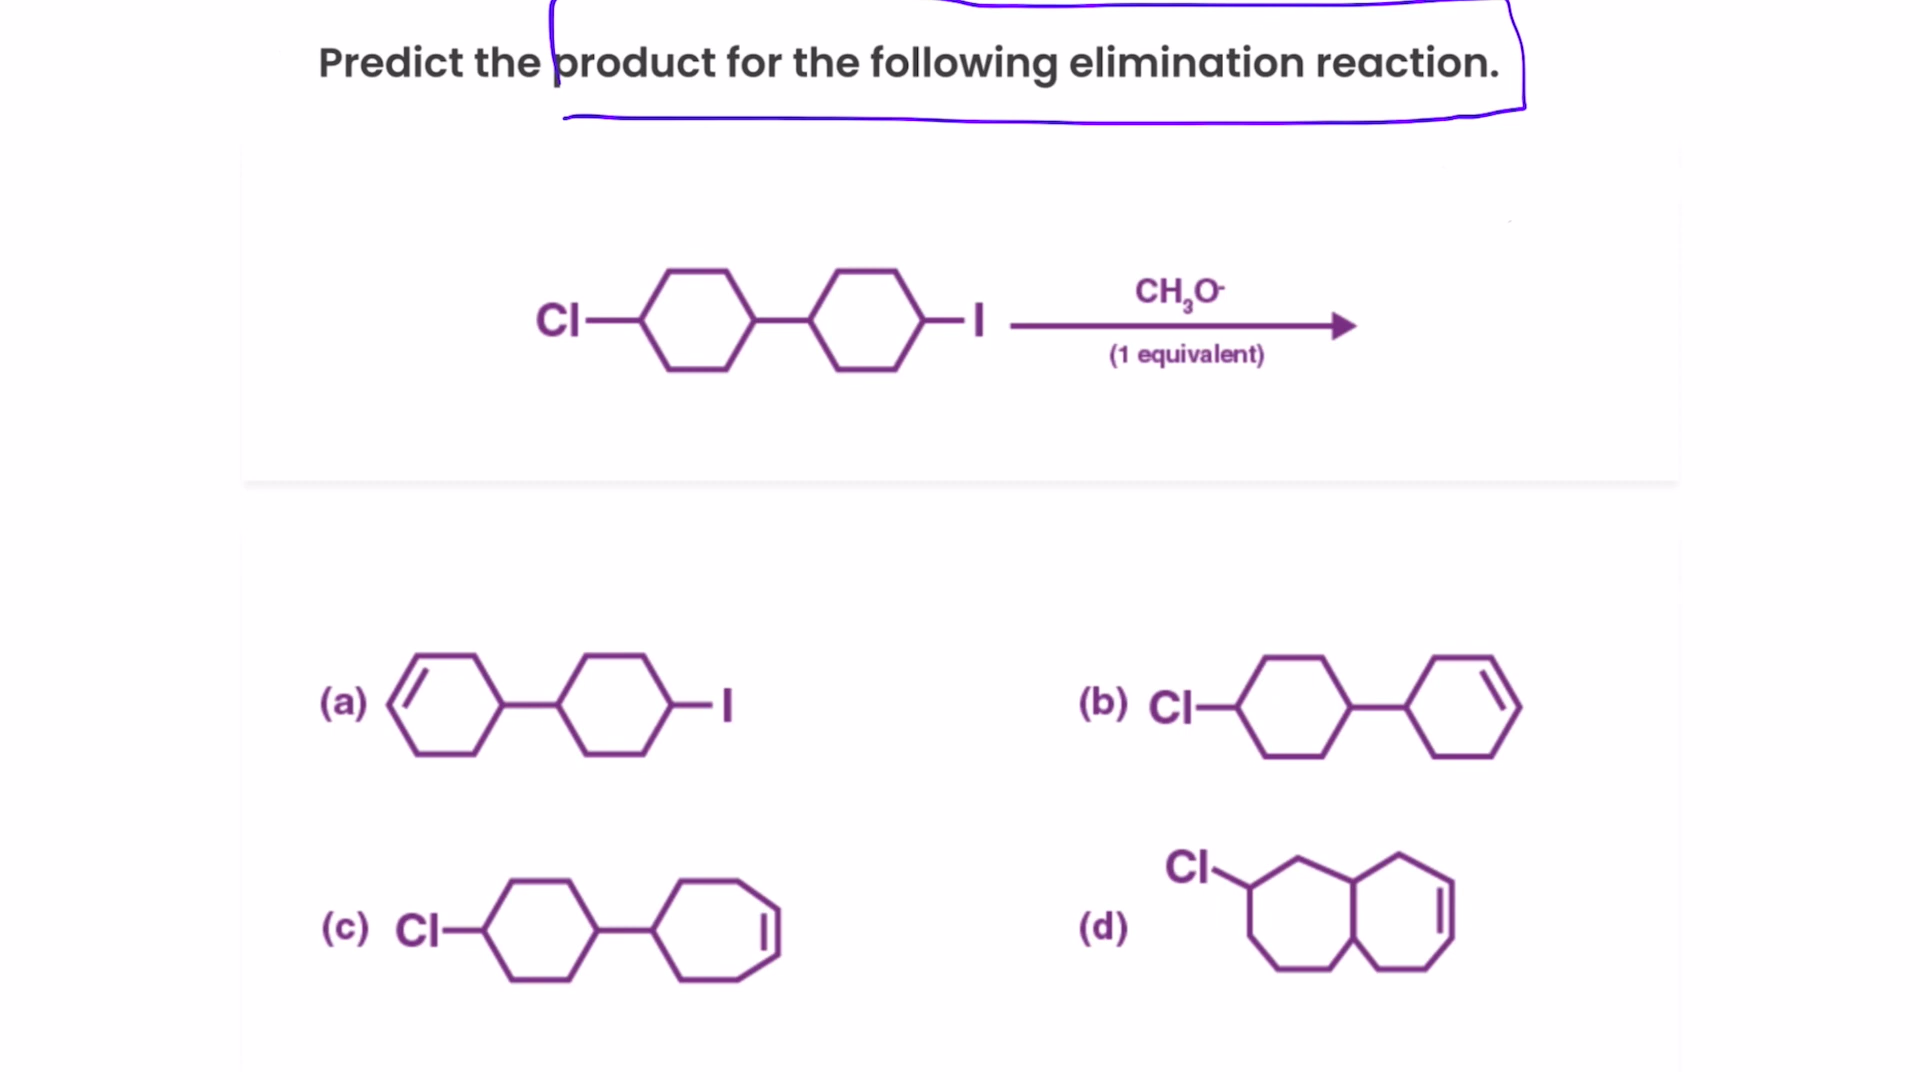 Predict the product for the following elimination reaction.
Cl I CH₃O⁻
(1 equivalent)
(a) I
(b) Cl
(c) Cl
(d) Cl